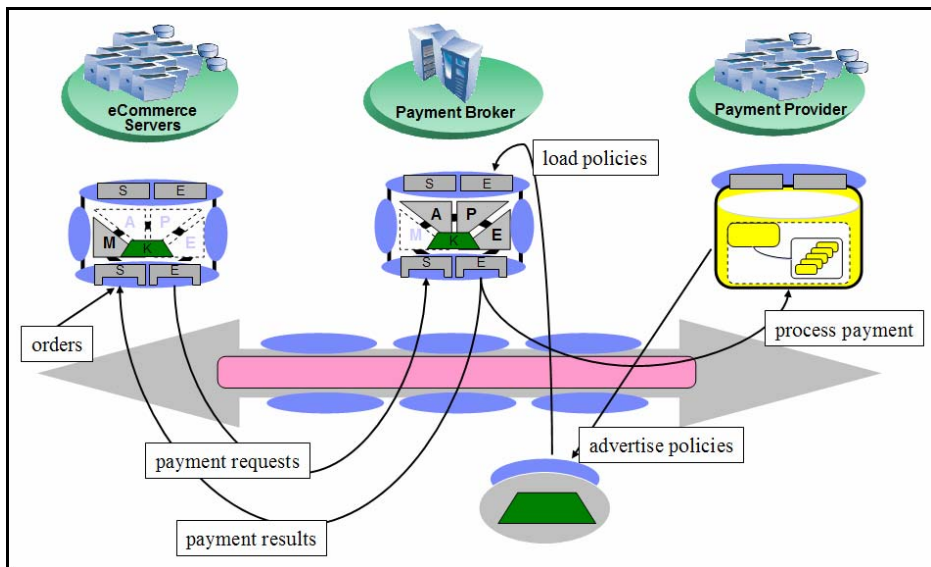 eCommerce
Servers
Payment Broker
Payment Provider
load policies
S E
S E
A P
M E
K
S E
A P
M E
K
S E
orders
process payment
payment requests
advertise policies
payment results